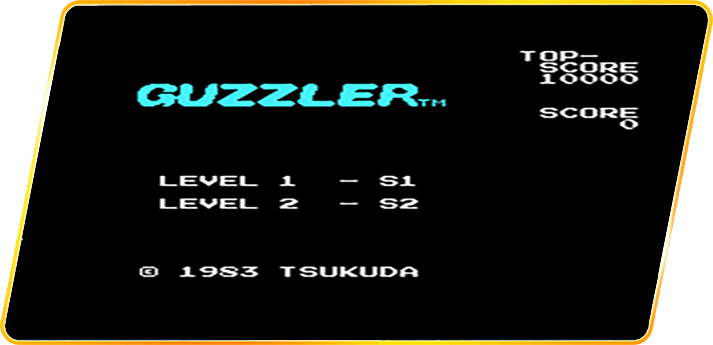 TOP-
SCORE
10000
GUZZLER™
SCORE
0
LEVEL 1 - S1
LEVEL 2 - S2
© 1983 TSUKUDA